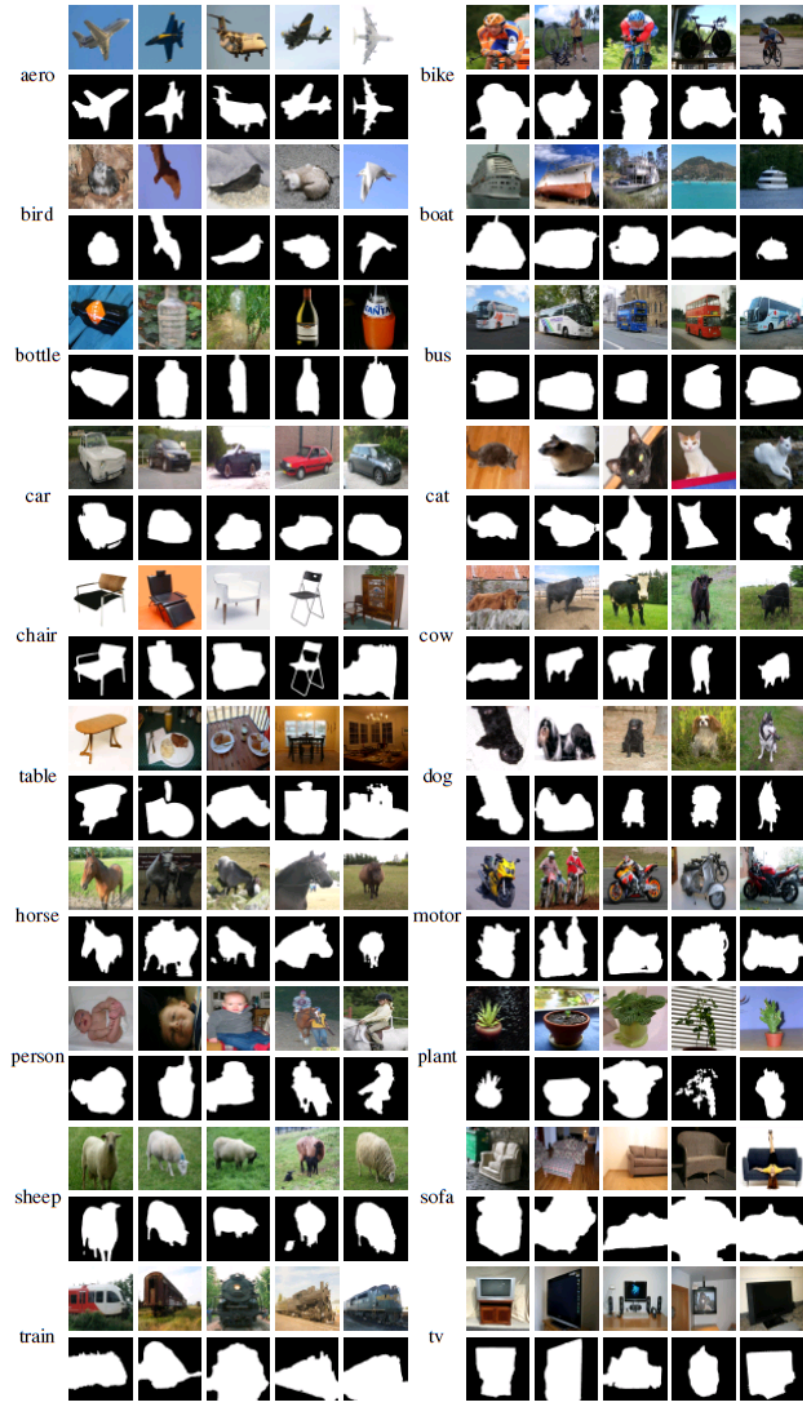 aero
bike
bird
boat
bottle
bus
car
cat
chair
cow
table
dog
horse
motor
person
plant
sheep
sofa
train
tv
FANTA